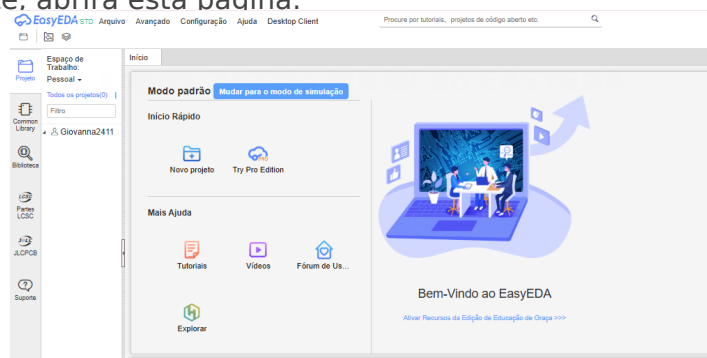 te, abrirá esta página:
EasyEDA STD Arquivo Avançado Configuração Ajuda Desktop Client Procure por tutoriais, projetos de código aberto etc.
Projeto
Common
Library
Biblioteca
Partes
LCSC
JLCPCB
Suporte
Espaço de
Trabalho:
Pessoal
Todos os projetos(0) |
Filtro
Giovanna2411
Início
Modo padrão Mudar para o modo de simulação
Início Rápido
Novo projeto Try Pro Edition
Mais Ajuda
Tutoriais Vídeos Fórum de Us...
Explorar
Bem-Vindo ao EasyEDA
Ativar Recursos da Edição de Educação de Graça >>>